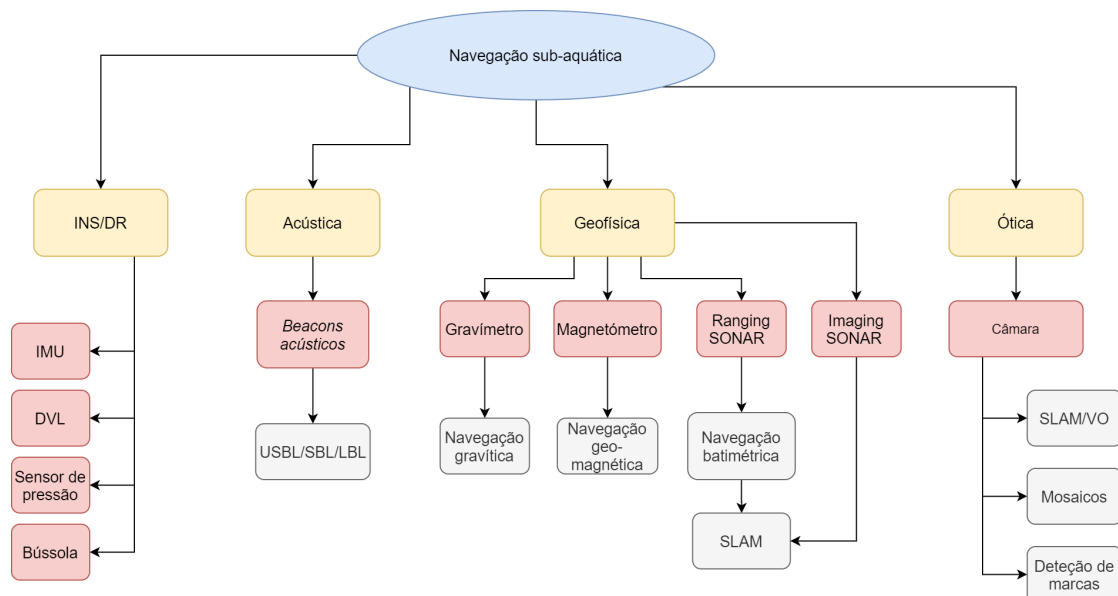 Navegação sub-aquática
INS/DR
Acústica
Geofísica
Ótica
Beacons
acústicos
Gravímetro
Magnetómetro
Ranging
SONAR
Imaging
SONAR
Câmara
IMU
DVL
Sensor de
pressão
Bússola
USBL/SBL/LBL
Navegação
gravítica
Navegação
geo-
magnética
Navegação
batimétrica
SLAM
SLAM/VO
Mosaicos
Deteção de
marcas